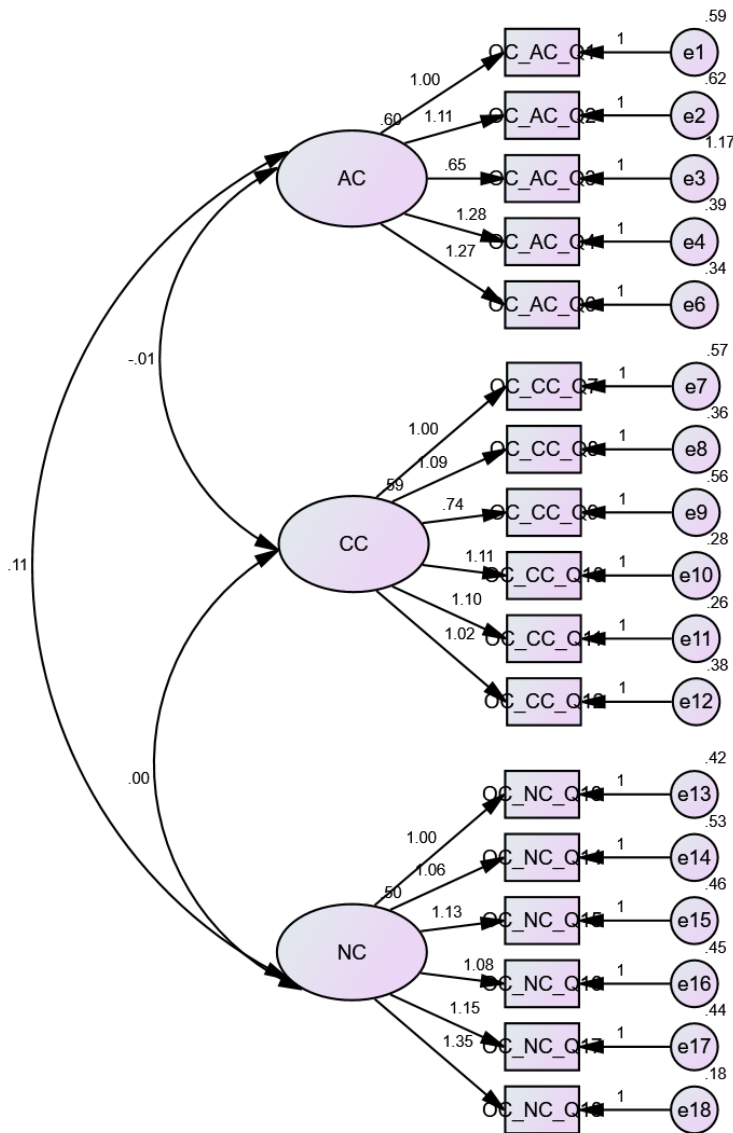 .59
OC_AC_Q1 1 e1
1.00
.62
.60 1.11 OC_AC_Q2 1 e2
1.17
AC .65 OC_AC_Q3 1 e3
.39
1.28 OC_AC_Q4 1 e4
1.27
.34
OC_AC_Q6 1 e6
-.01
.57
OC_CC_Q7 1 e7
1.00
.36
.59 1.09 OC_CC_Q8 1 e8
.56
.74 OC_CC_Q9 1 e9
.28
CC
1.11 OC_CC_Q10 1 e10
.11
.26
1.10 OC_CC_Q11 1 e11
1.02
.38
OC_CC_Q12 1 e12
.42
.00
OC_NC_Q13 1 e13
1.00
.53
1.06 OC_NC_Q14 1 e14
.50
.46
1.13 OC_NC_Q15 1 e15
.45
NC
1.08 OC_NC_Q16 1 e16
.44
1.15 OC_NC_Q17 1 e17
1.35
.18
OC_NC_Q18 1 e18